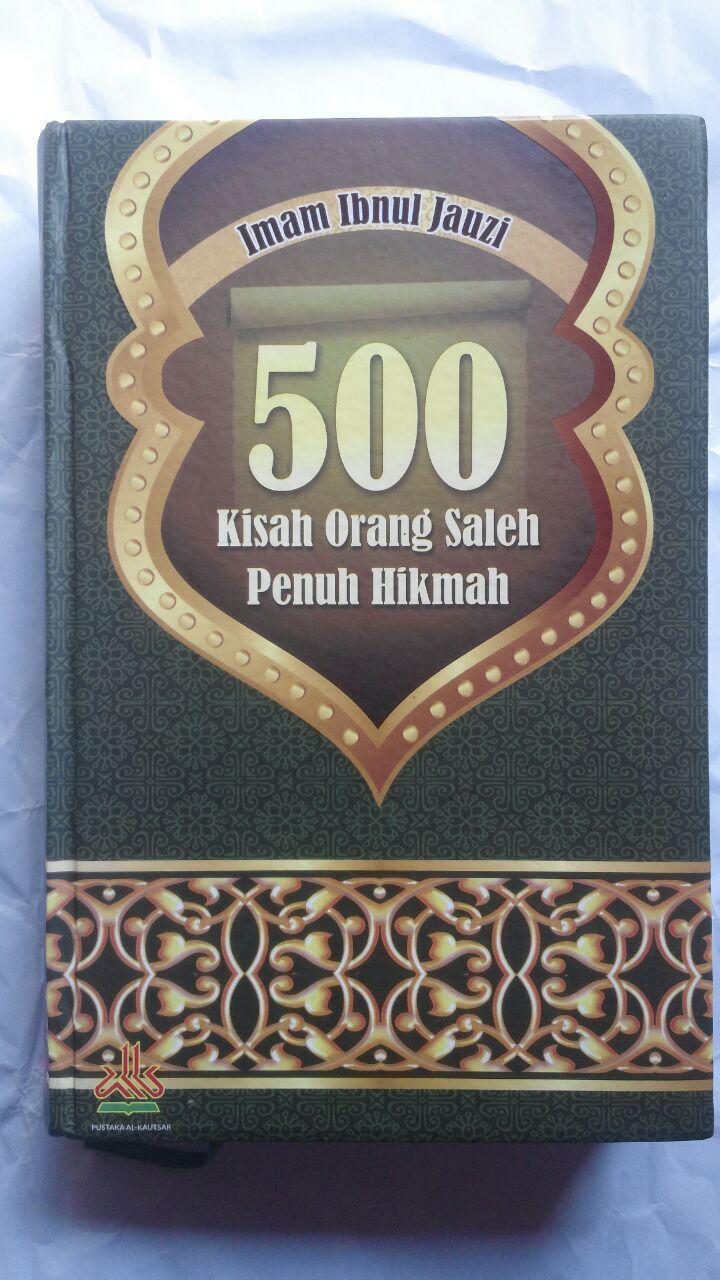 Imam Ibnul Jauzi
500
Kisah Orang Saleh
Penuh Hikmah
PUSTAKA AL-KAUTSAR